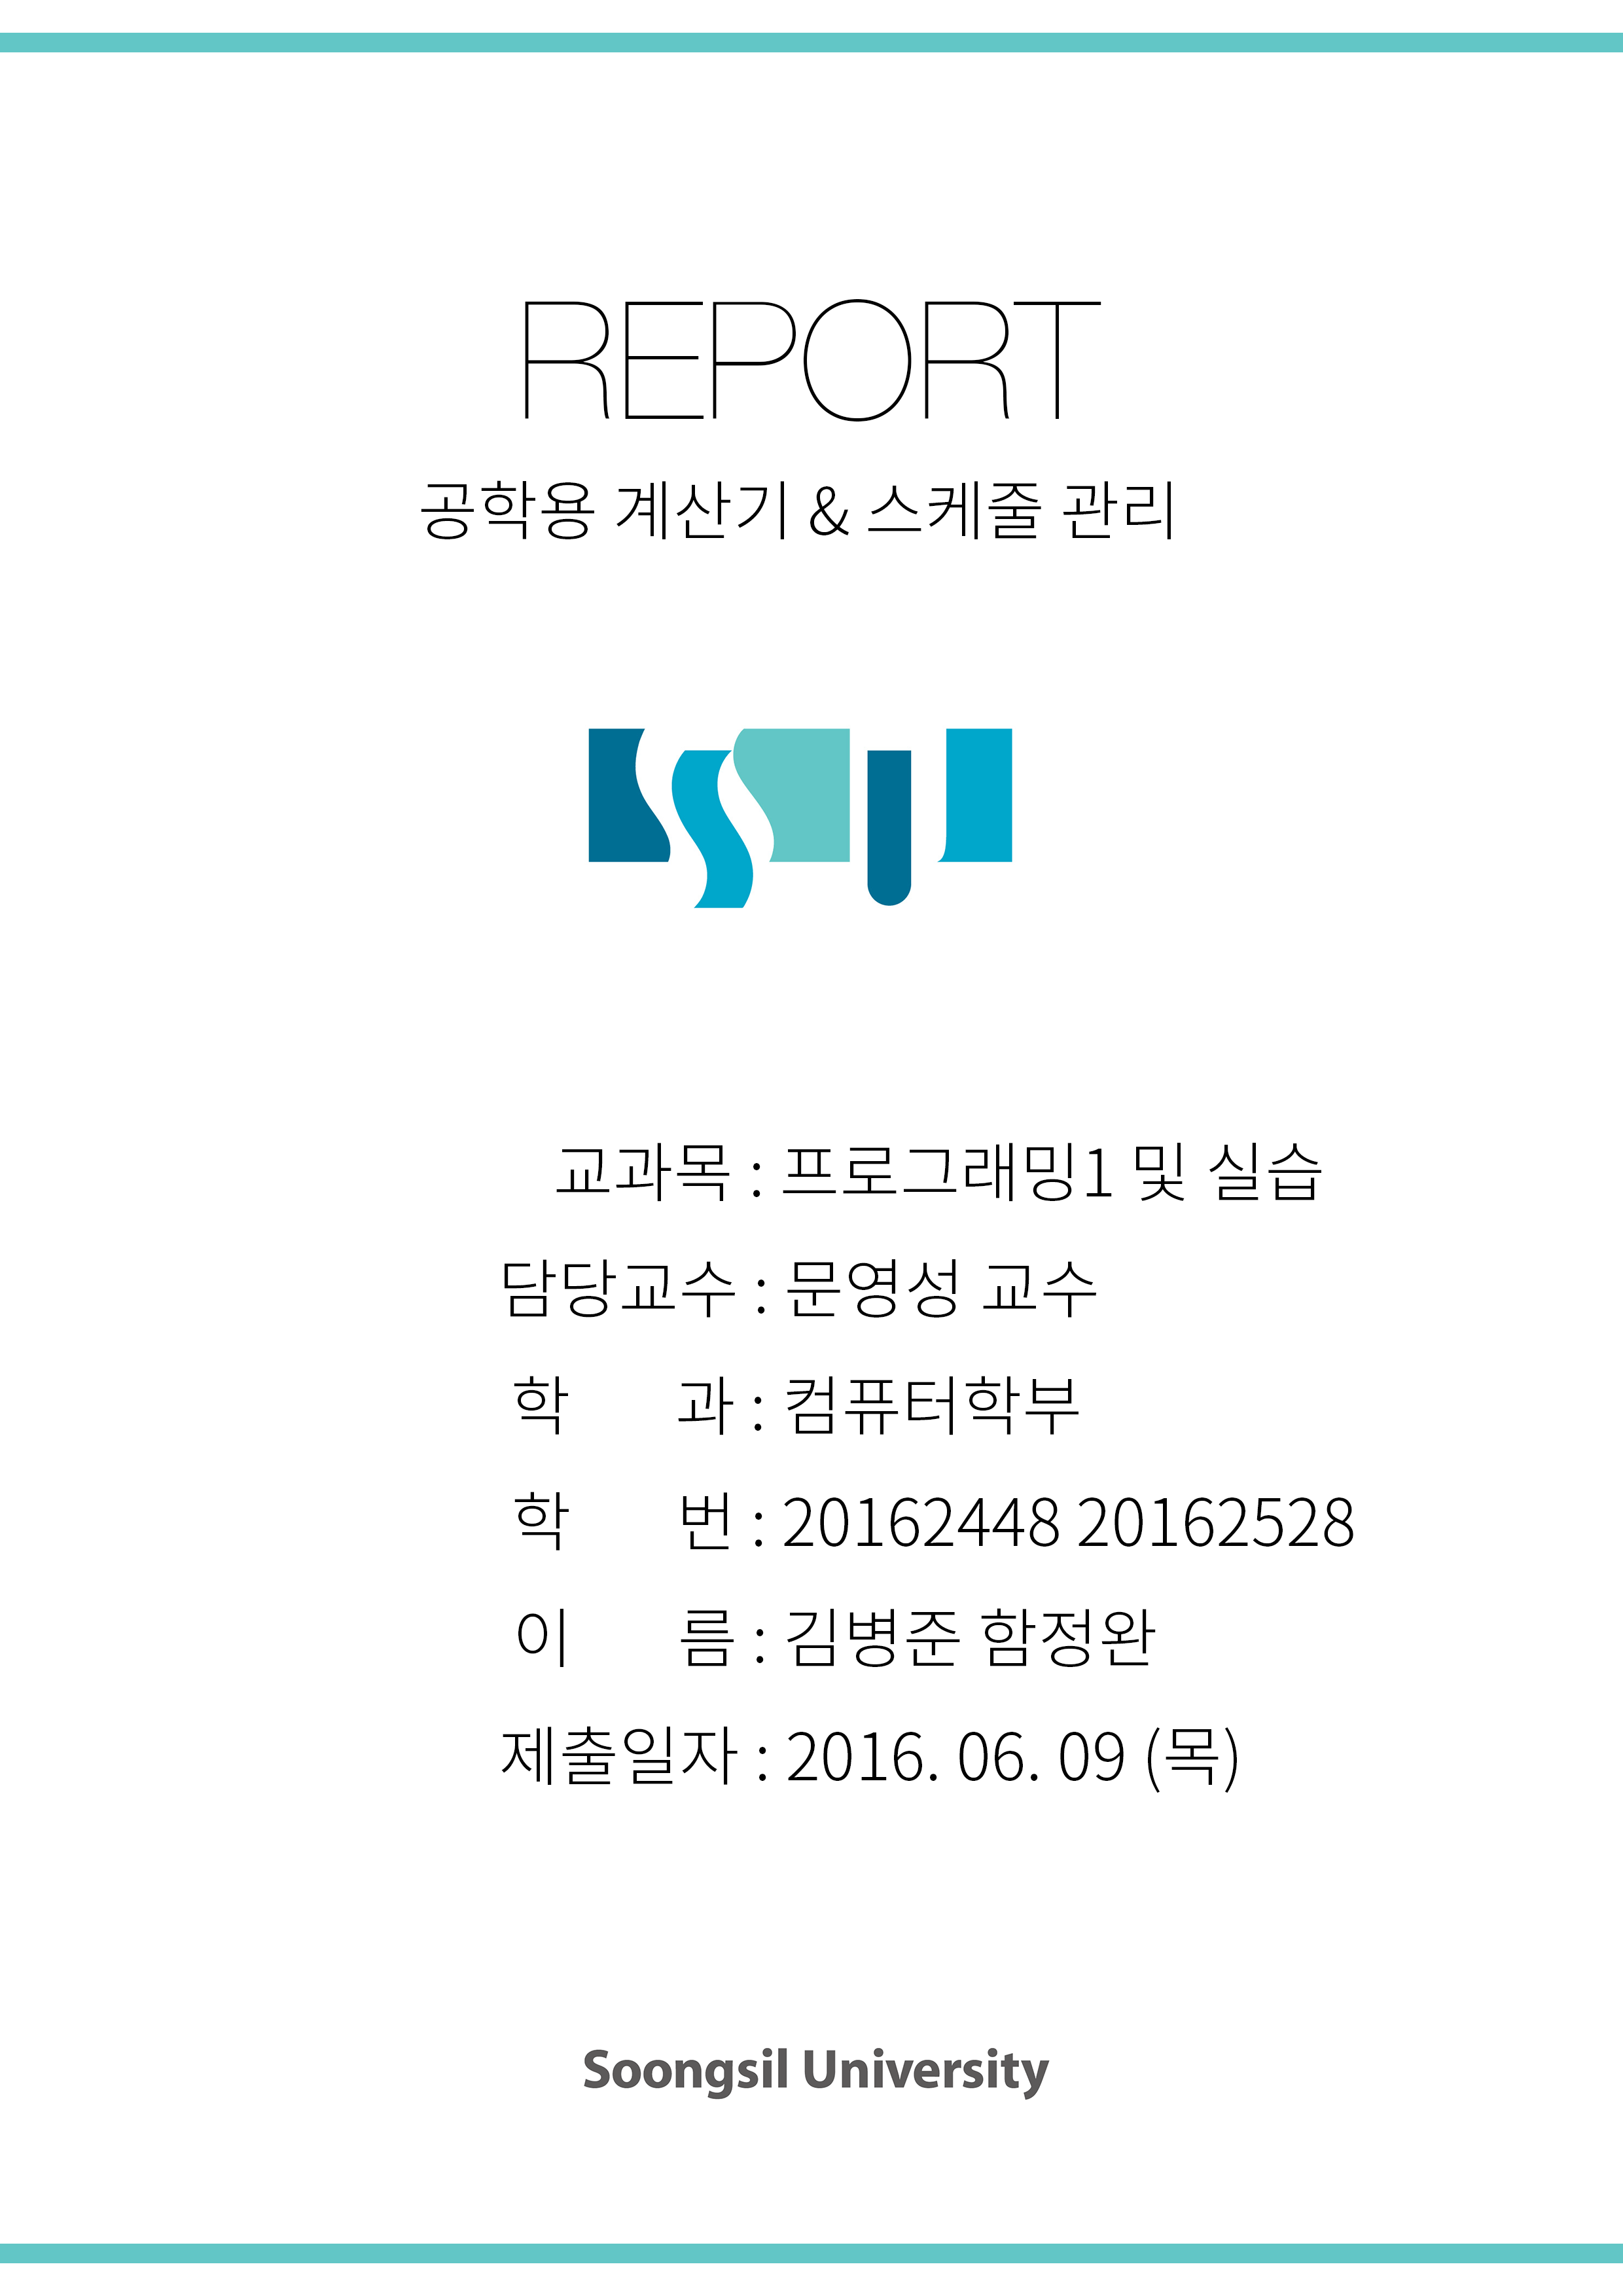 REPORT
공학용 계산기 & 스케줄 관리
교과목 : 프로그래밍1 및 실습
담당교수 : 문영성 교수
학 과 : 컴퓨터학부
학 번 : 20162448 20162528
이 름 : 김병준 함정완
제출일자 : 2016. 06. 09 (목)
Soongsil University